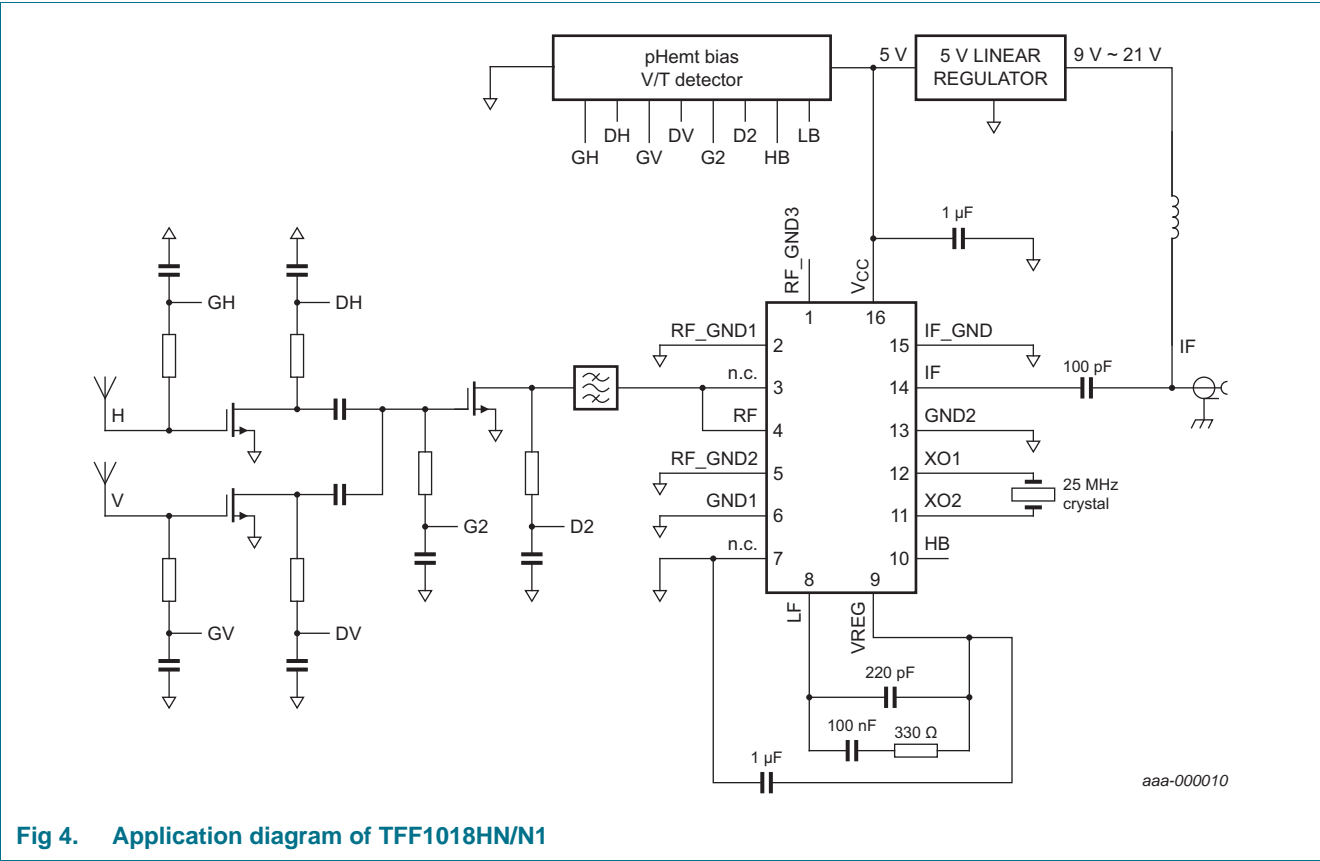 pHemt bias
V/T detector
5 V
5 V LINEAR
REGULATOR
9 V ~ 21 V
GH
DH
GV
DV
G2
D2
HB
LB
1 µF
RF_GND3
VCC
GH
DH
1
16
RF_GND1
2
15
IF_GND
IF
n.c.
3
14
IF
100 pF
H
RF
4
13
GND2
V
RF_GND2
5
12
XO1
25 MHz
crystal
GND1
6
11
XO2
G2
D2
n.c.
7
10
HB
8
9
LF
VREG
GV
DV
220 pF
100 nF
330 Ω
1 µF
aaa-000010
Fig 4. Application diagram of TFF1018HN/N1